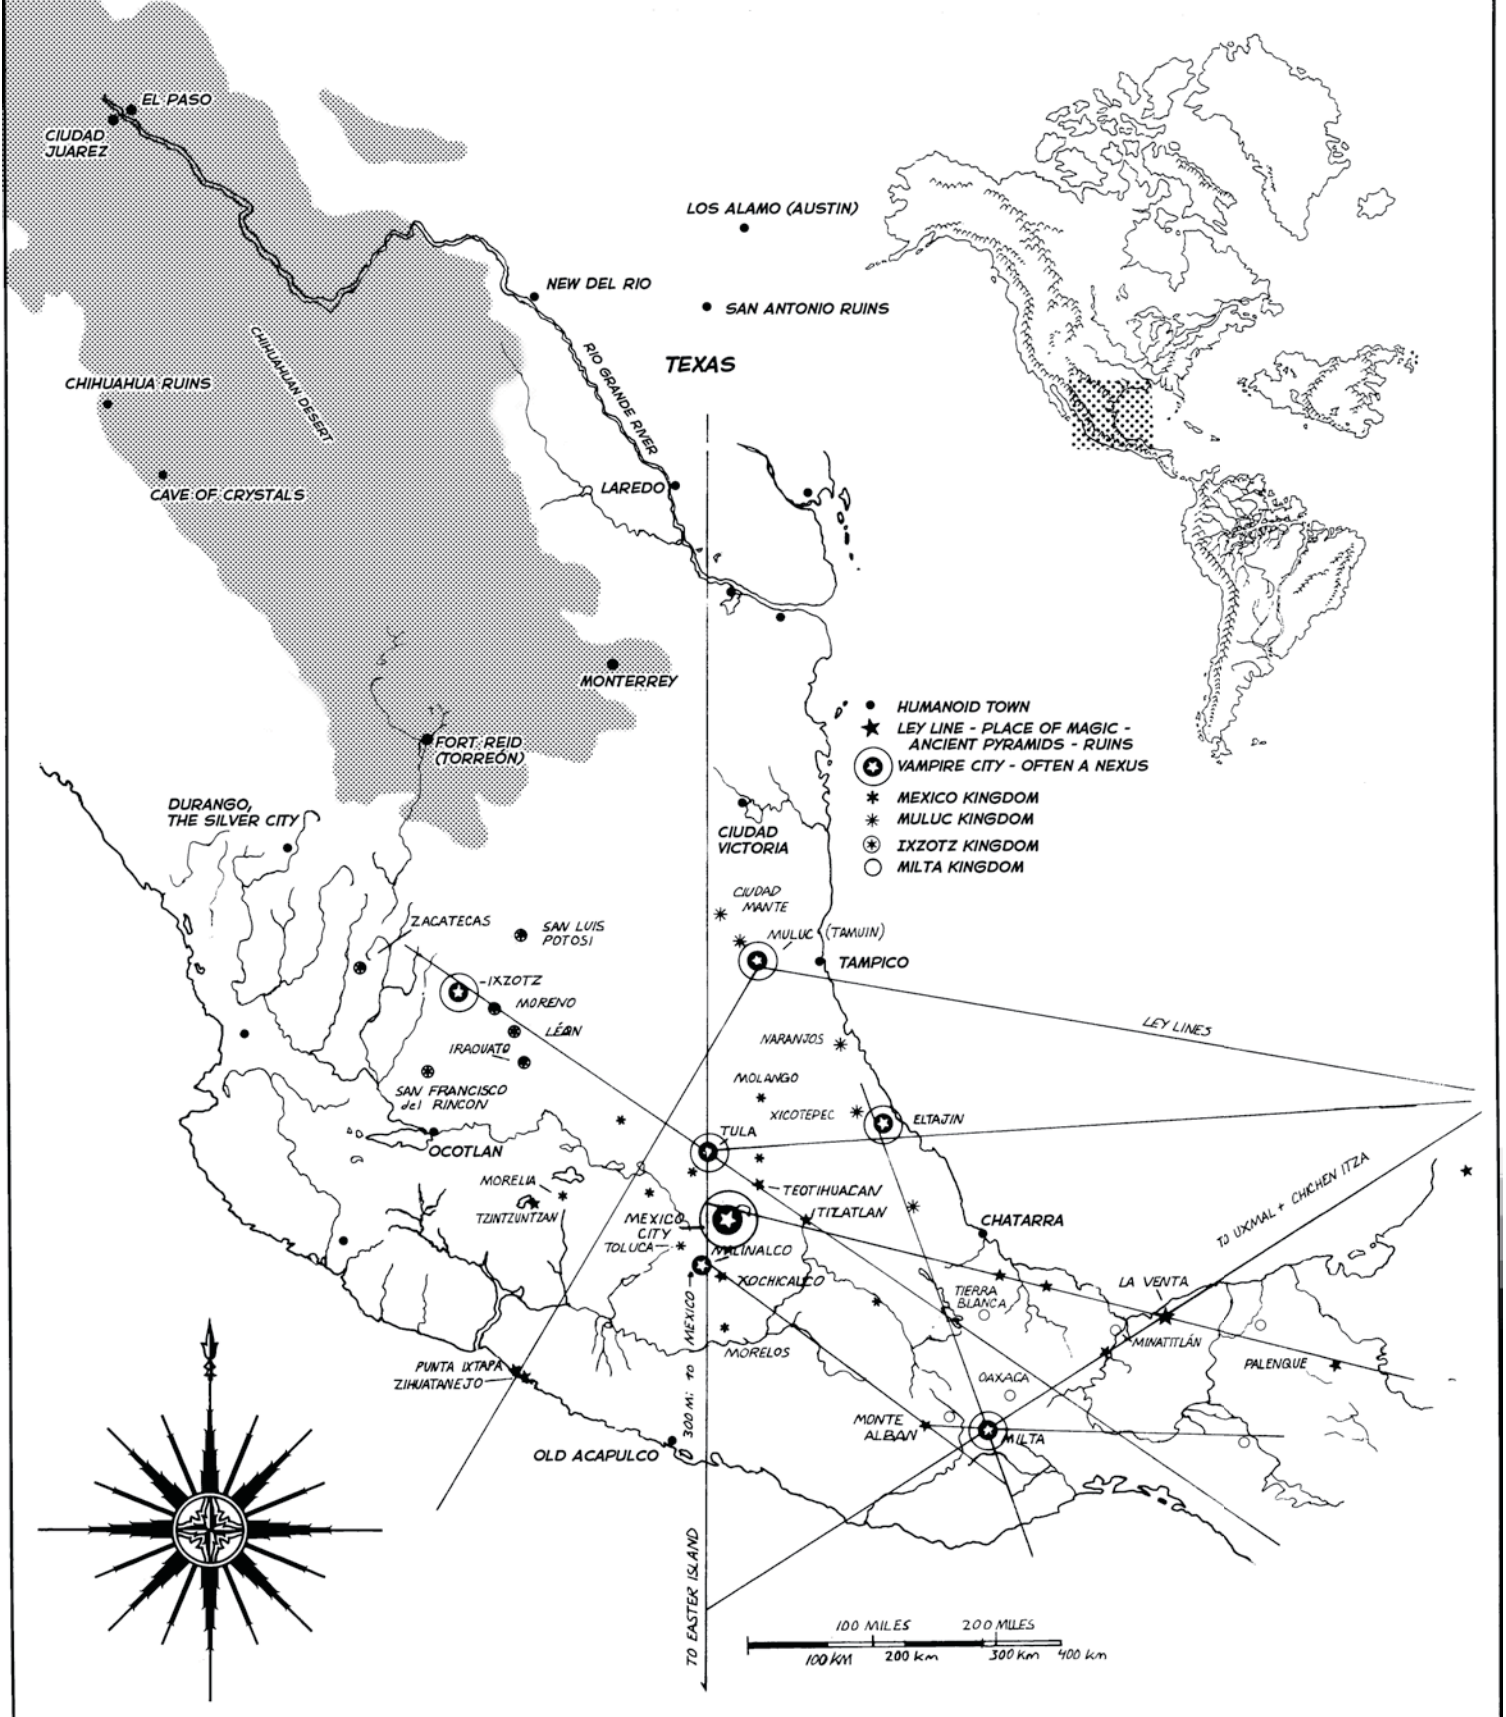 EL PASO
CIUDAD
JUAREZ
LOS ALAMO (AUSTIN)
NEW DEL RIO
SAN ANTONIO RUINS
CHIHUAHUAN DESERT
RIO GRANDE RIVER
TEXAS
CHIHUAHUA RUINS
CAVE OF CRYSTALS
LAREDO
MONTERREY
HUMANOID TOWN
LEY LINE - PLACE OF MAGIC -
ANCIENT PYRAMIDS - RUINS
VAMPIRE CITY - OFTEN A NEXUS
MEXICO KINGDOM
MULUC KINGDOM
IXZOTZ KINGDOM
MILTA KINGDOM
FORT REID
(TORREÓN)
DURANGO,
THE SILVER CITY
CIUDAD
VICTORIA
CIUDAD
MANTE
ZACATECAS
SAN LUIS
POTOSI
MULUC (TAMUIN)
TAMPICO
IXZOTZ
MORENO
LÉON
LEY LINES
IRAOUATO
NARANJOS
SAN FRANCISCO
del RINCON
MOLANGO
XICOTEPEC
ELTAJIN
TULA
OCOTLAN
MORELIA
TZINTZUNTZAN
TEOTIHUACAN
TIZATLAN
MEXICO
CITY
TOLUCA
MALINALCO
XOCHICALCO
CHATARRA
TO UXMAL + CHICHEN ITZA
TIERRA
BLANCA
LA VENTA
MINATITLÁN
PALENQUE
MORELOS
PUNTA IXTAPA
ZIHUATANEJO
OAXACA
MONTE
ALBAN
MILTA
OLD ACAPULCO
300 Mi TO MEXICO
TO EASTER ISLAND
100 MILES
200 MILES
100 KM
200 km
300 Km
400 km